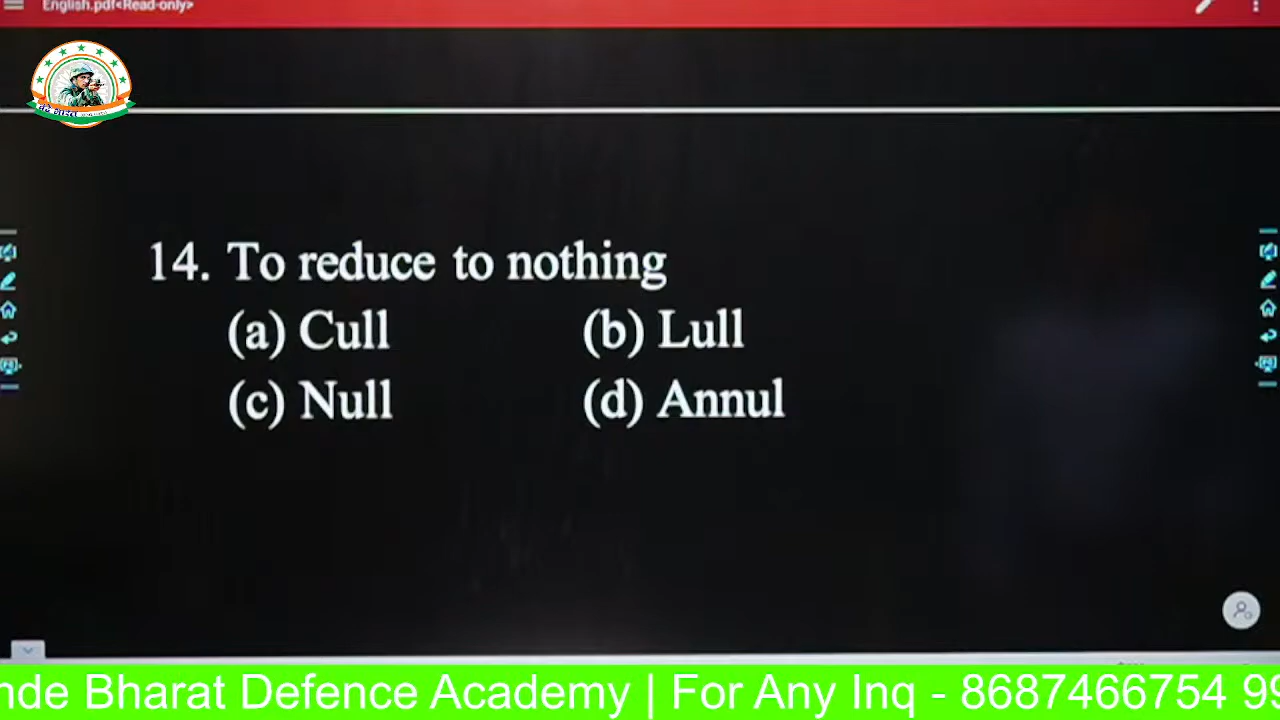 English.pdf<Read-only>
14. To reduce to nothing
(a) Cull (b) Lull
(c) Null (d) Annul
nde Bharat Defence Academy | For Any Inq - 8687466754 99